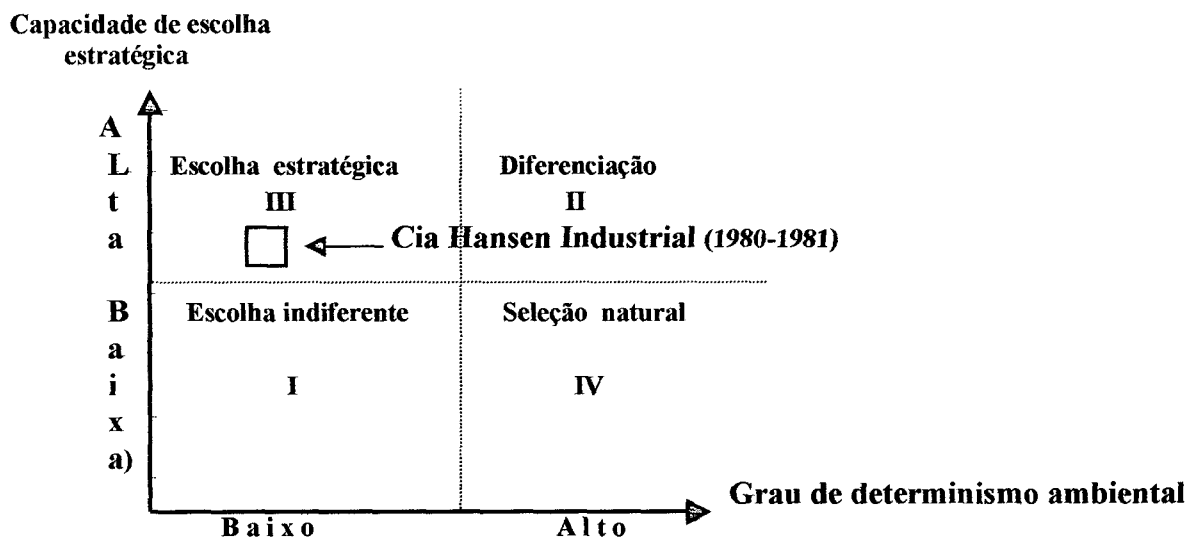 Capacidade de escolha
estratégica
A
L
t
a
Escolha estratégica
III
Diferenciação
II
Cia Hansen Industrial (1980-1981)
B
a
i
x
a)
Escolha indiferente
I
Seleção natural
IV
Grau de determinismo ambiental
Baixo
Alto